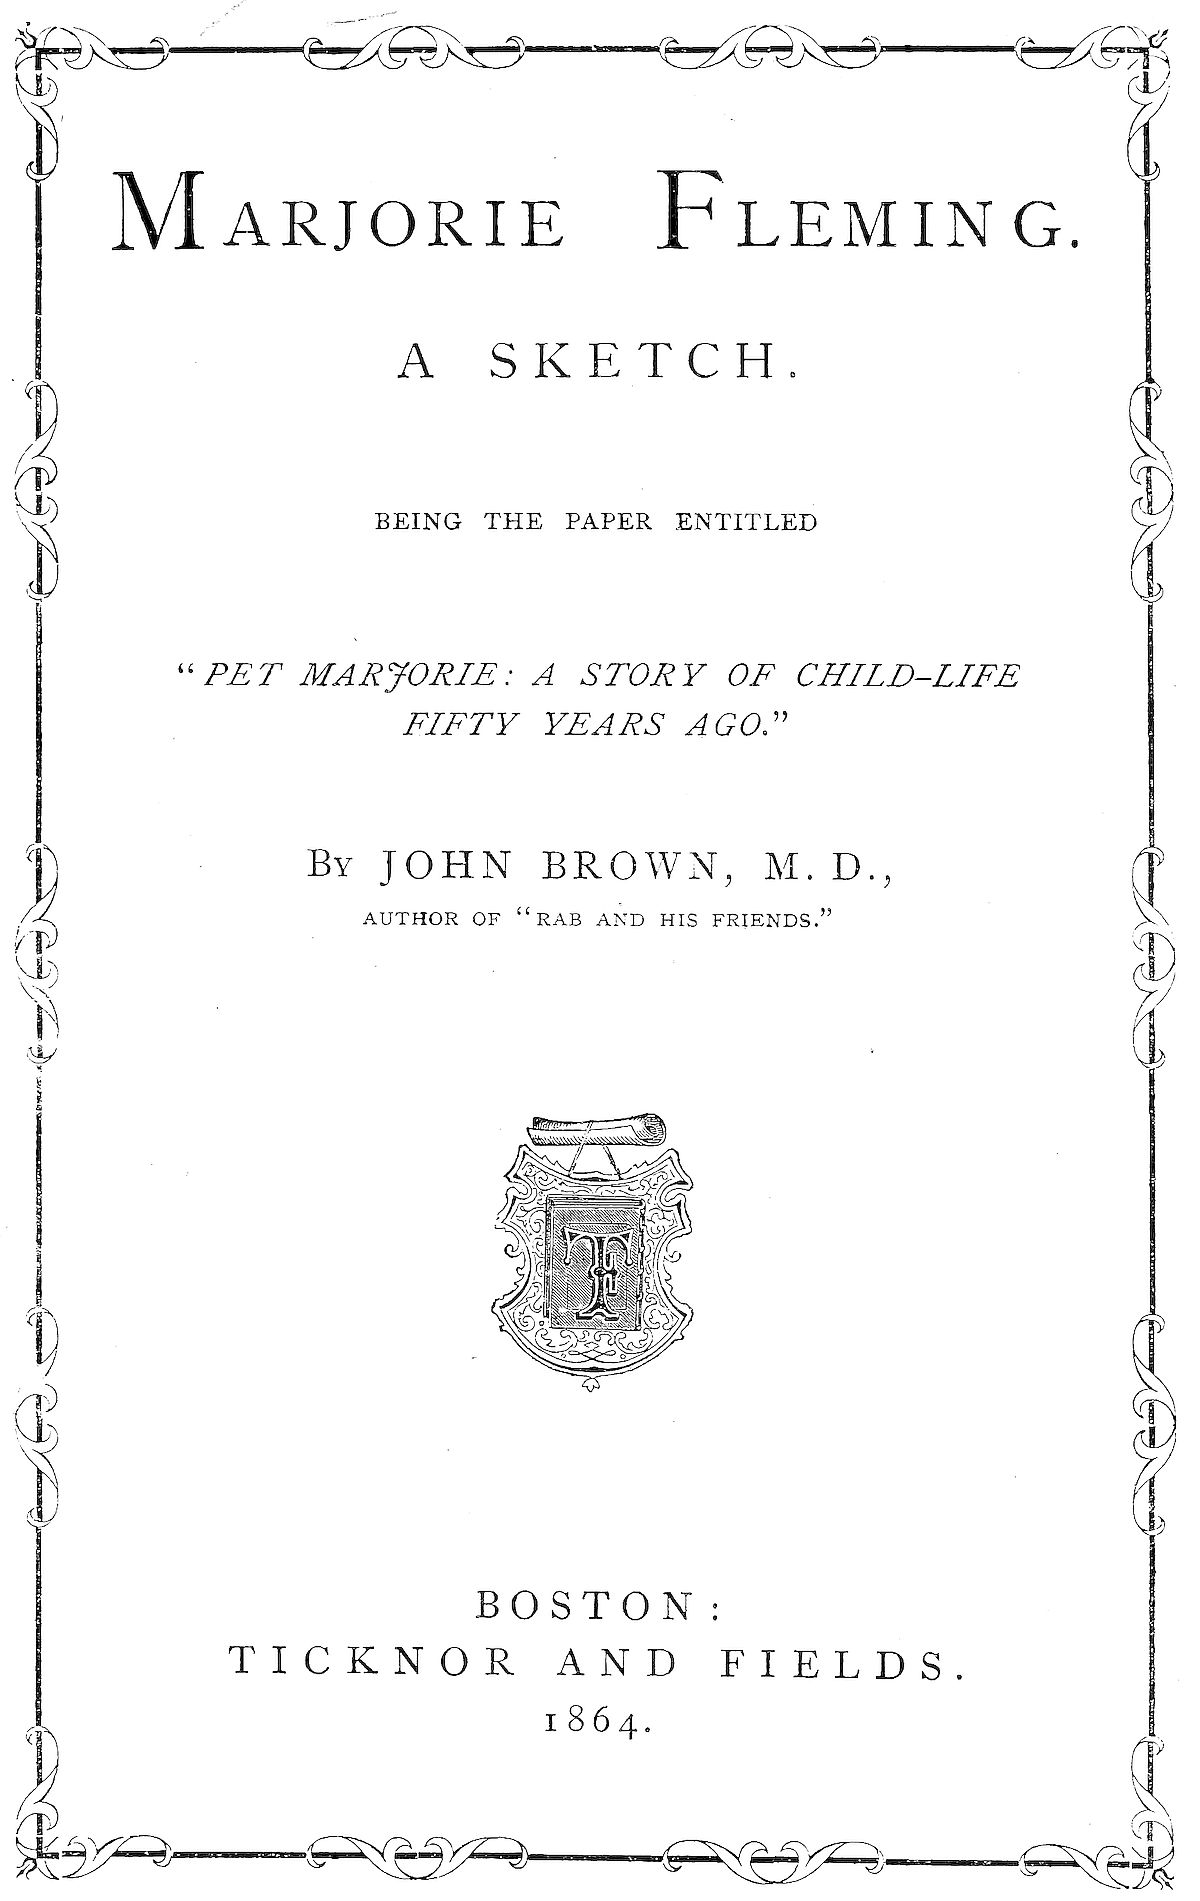 MARJORIE FLEMING.
A SKETCH.
BEING THE PAPER ENTITLED
“PET MARJORIE: A STORY OF CHILD-LIFE
FIFTY YEARS AGO.”
By JOHN BROWN, M. D.,
AUTHOR OF “RAB AND HIS FRIENDS.”
TF
BOSTON:
TICKNOR AND FIELDS.
1864.